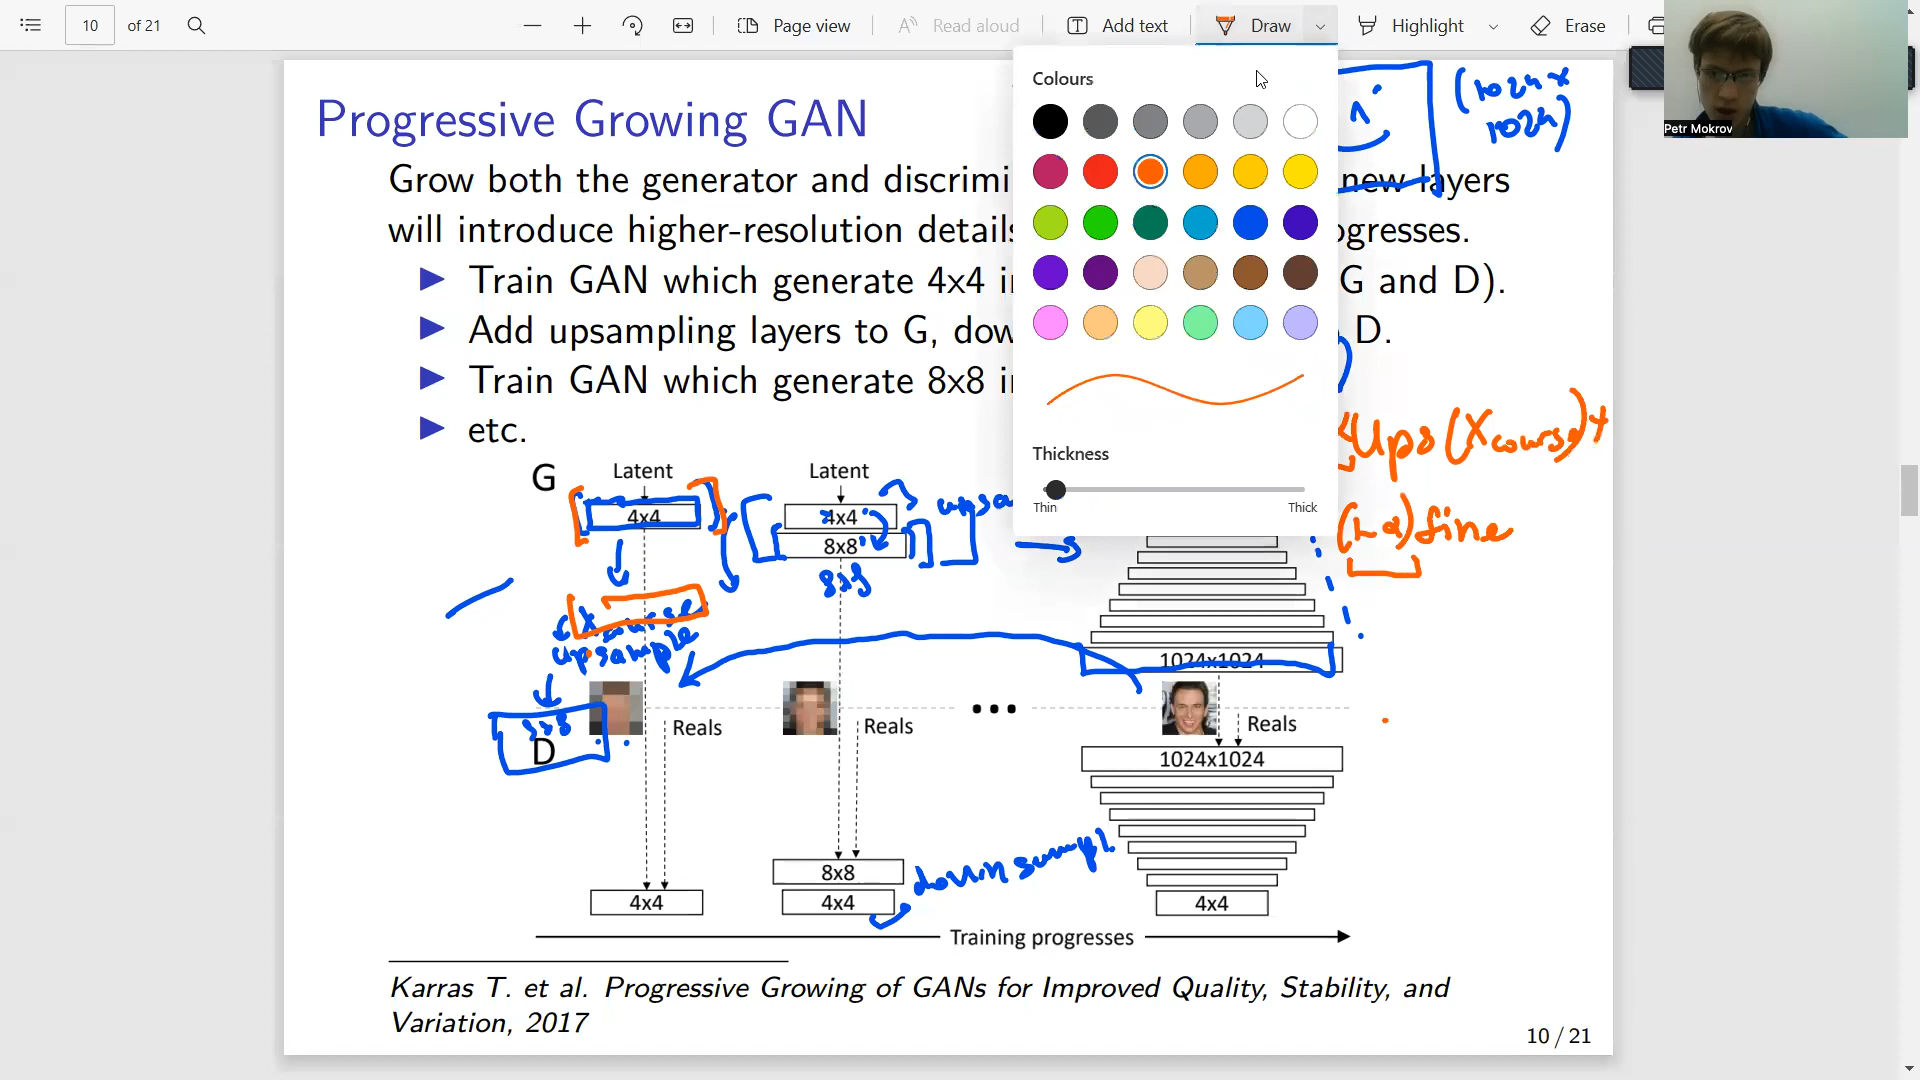 10 of 21 Page view Read aloud Add text Draw Highlight Erase
Petr Mokrov
Colours
Thickness
Thin Thick
Progressive Growing GAN
(1024x
1024)
Grow both the generator and discrimi new layers
will introduce higher-resolution details ogresses.
Train GAN which generate 4x4 i G and D).
Add upsampling layers to G, dow D.
Train GAN which generate 8x8 i
etc.
Ups(Xcourse)+
fine
G Latent Latent
4x4 4x4 upsa
8x8
8x8
upsample
1024x1024
8x8
D
Reals Reals ... Reals
1024x1024
8x8
4x4 4x4 4x4
Training progresses
Karras T. et al. Progressive Growing of GANs for Improved Quality, Stability, and
Variation, 2017
10 / 21